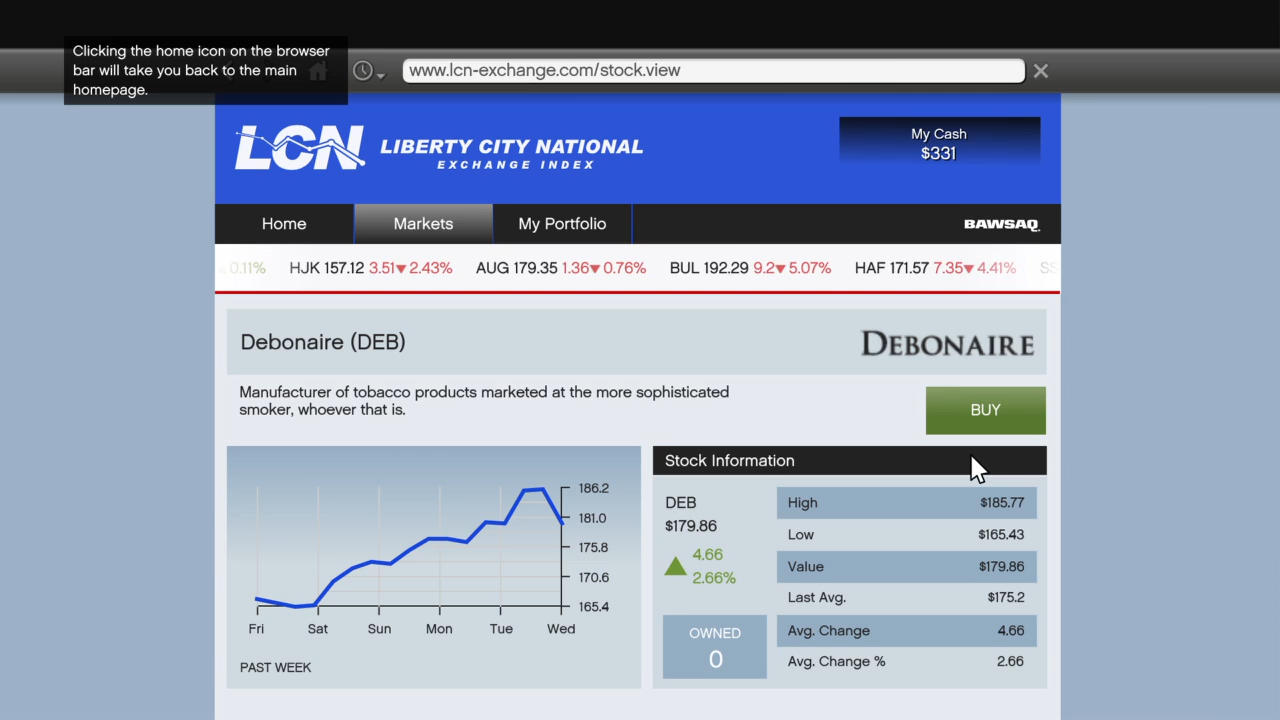 Clicking the home icon on the browser
bar will take you back to the main
homepage.
www.lcn-exchange.com/stock.view
LCN LIBERTY CITY NATIONAL
EXCHANGE INDEX
My Cash
$331
Home Markets My Portfolio BAWSAQ
0.11% HJK 157.12 3.51▼2.43% AUG 179.35 1.36▼0.76% BUL 192.29 9.2▼5.07% HAF 171.57 7.35▼4.41%
Debonaire (DEB) DEBONAIRE
Manufacturer of tobacco products marketed at the more sophisticated
smoker, whoever that is.
BUY
186.2
181.0
175.8
170.6
165.4
Fri Sat Sun Mon Tue Wed
PAST WEEK
Stock Information
DEB
$179.86
4.66
2.66%
OWNED
0
High $185.77
Low $165.43
Value $179.86
Last Avg. $175.2
Avg. Change 4.66
Avg. Change % 2.66